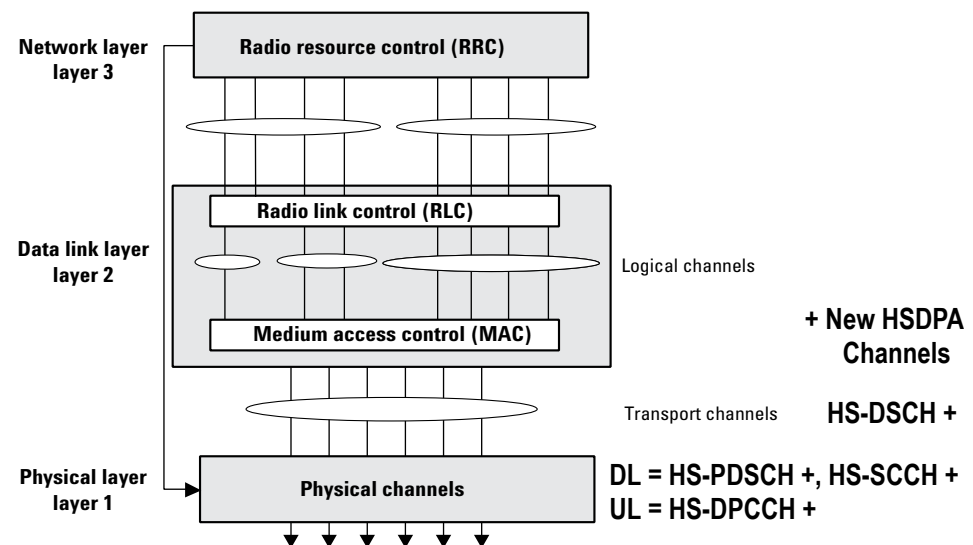 Network layer
layer 3
Radio resource control (RRC)
Radio link control (RLC)
Data link layer
layer 2
Logical channels
Medium access control (MAC)
+ New HSDPA
Channels
Transport channels
HS-DSCH +
Physical layer
layer 1
Physical channels
DL = HS-PDSCH +, HS-SCCH +
UL = HS-DPCCH +